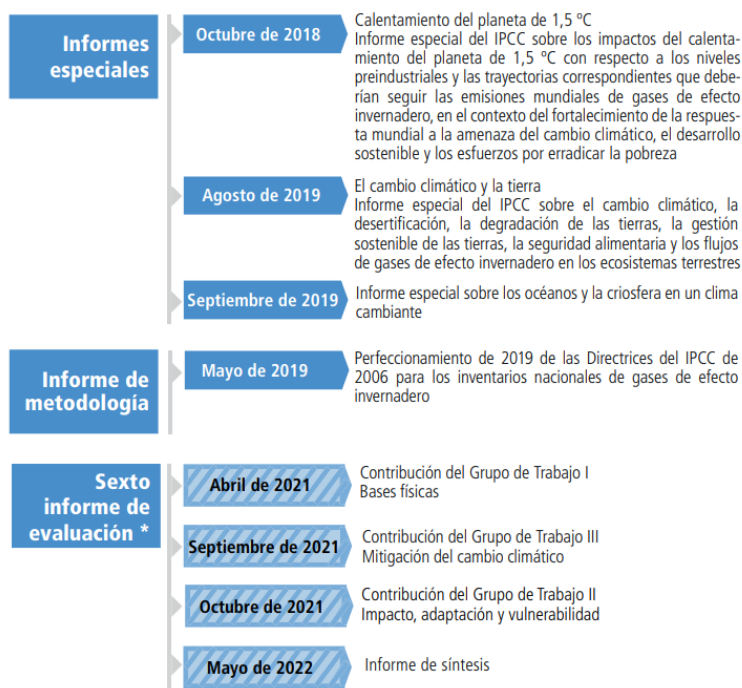 Informes
especiales
Octubre de 2018
Calentamiento del planeta de 1,5 ºC
Informe especial del IPCC sobre los impactos del calenta-
miento del planeta de 1,5 ºC con respecto a los niveles
preindustriales y las trayectorias correspondientes que debe-
rían seguir las emisiones mundiales de gases de efecto
invernadero, en el contexto del fortalecimiento de la respues-
ta mundial a la amenaza del cambio climático, el desarrollo
sostenible y los esfuerzos por erradicar la pobreza
Agosto de 2019
El cambio climático y la tierra
Informe especial del IPCC sobre el cambio climático, la
desertificación, la degradación de las tierras, la gestión
sostenible de las tierras, la seguridad alimentaria y los flujos
de gases de efecto invernadero en los ecosistemas terrestres
Septiembre de 2019
Informe especial sobre los océanos y la criosfera en un clima
cambiante
Informe de
metodología
Mayo de 2019
Perfeccionamiento de 2019 de las Directrices del IPCC de
2006 para los inventarios nacionales de gases de efecto
invernadero
Sexto
informe de
evaluación *
Abril de 2021
Contribución del Grupo de Trabajo I
Bases físicas
Septiembre de 2021
Contribución del Grupo de Trabajo III
Mitigación del cambio climático
Octubre de 2021
Contribución del Grupo de Trabajo II
Impacto, adaptación y vulnerabilidad
Mayo de 2022
Informe de síntesis